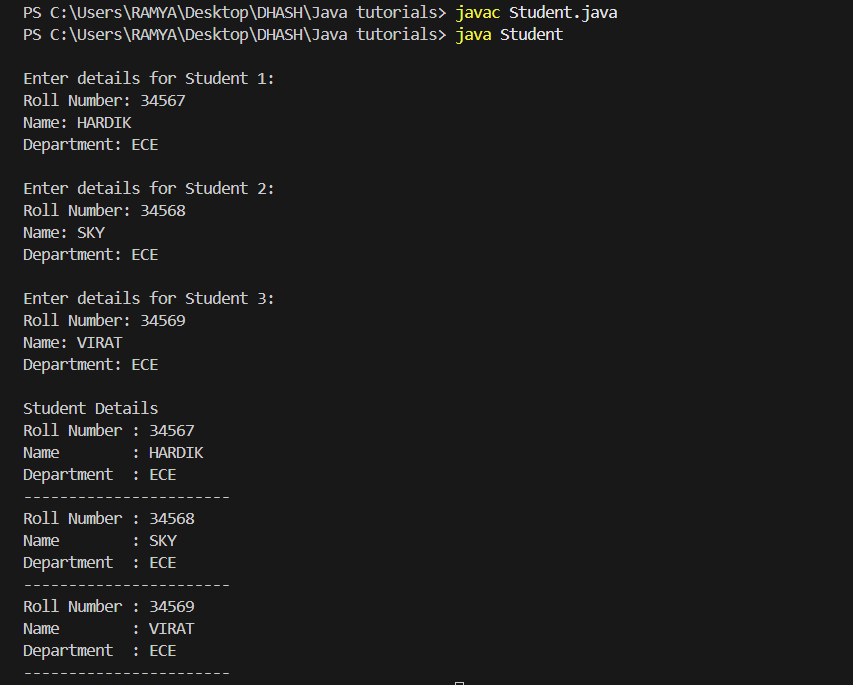 PS C:\Users\RAMYA\Desktop\DHASH\Java tutorials> javac Student.java
PS C:\Users\RAMYA\Desktop\DHASH\Java tutorials> java Student
Enter details for Student 1:
Roll Number: 34567
Name: HARDIK
Department: ECE
Enter details for Student 2:
Roll Number: 34568
Name: SKY
Department: ECE
Enter details for Student 3:
Roll Number: 34569
Name: VIRAT
Department: ECE
Student Details
Roll Number : 34567
Name        : HARDIK
Department  : ECE
-----------------------
Roll Number : 34568
Name        : SKY
Department  : ECE
-----------------------
Roll Number : 34569
Name        : VIRAT
Department  : ECE
-----------------------